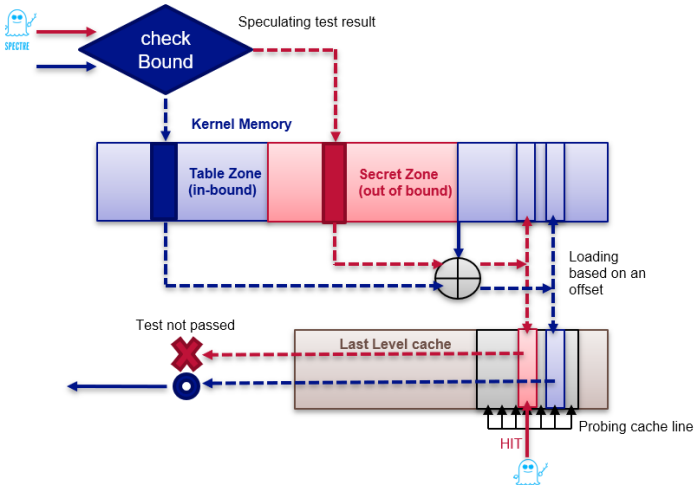 Speculating test result
check
Bound
SPECTRE
Kernel Memory
Table Zone
(in-bound)
Secret Zone
(out of bound)
Loading
based on an
offset
Test not passed
Last Level cache
Probing cache line
HIT